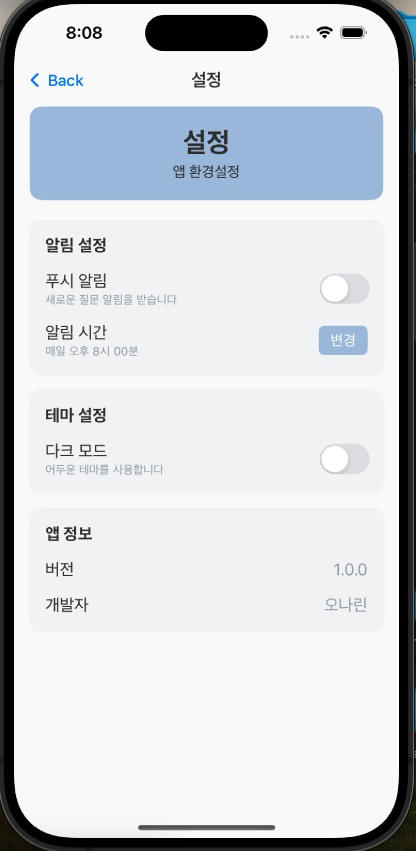 8:08
Back
설정
설정
앱 환경설정
알림 설정
푸시 알림
새로운 질문 알림을 받습니다
알림 시간
매일 오후 8시 00분
변경
테마 설정
다크 모드
어두운 테마를 사용합니다
앱 정보
버전 1.0.0
개발자 오나린